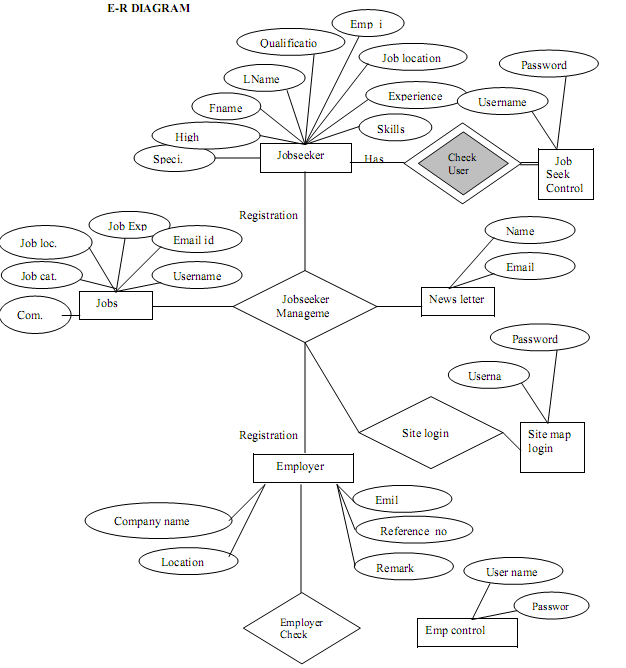 E-R DIAGRAM
Emp i
Qualificatio
Job location
Password
LName
Experience
Username
Fname
Skills
High
Speci.
Jobseeker
Has
Check
User
Job
Seek
Control
Registration
Job Exp
Email id
Job loc.
Name
Job cat.
Username
Email
Com.
Jobs
Jobseeker
Manageme
News letter
Password
Userna
Registration
Site login
Site map
login
Employer
Emil
Company name
Reference no
Location
Remark
User name
Passwor
Employer
Check
Emp control